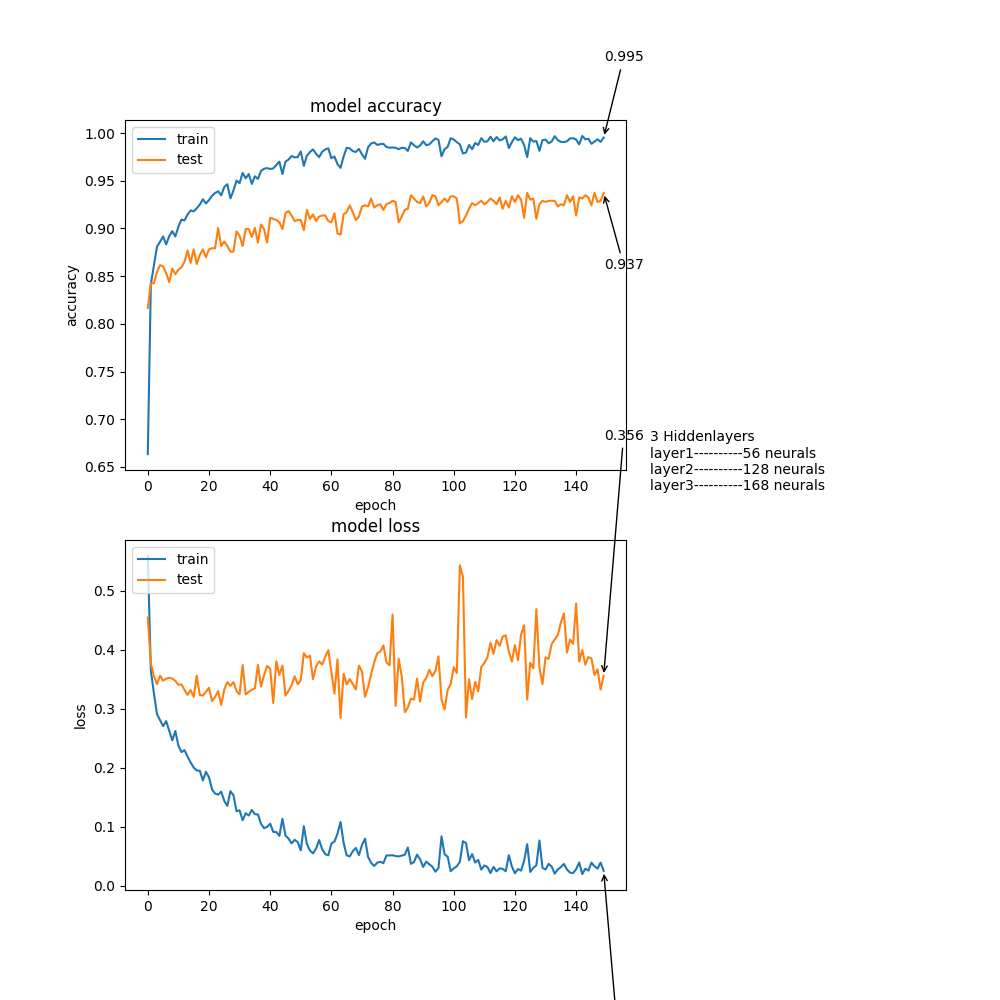 0.995
model accuracy
train
test
1.00
0.95
0.90
0.85
0.80
0.75
0.70
0.65
accuracy
0.937
0 20 40 60 80 100 120 140
epoch
0.356
3 Hiddenlayers
layer1----------56 neurals
layer2----------128 neurals
layer3----------168 neurals
model loss
train
test
0.5
0.4
0.3
0.2
0.1
0.0
loss
0 20 40 60 80 100 120 140
epoch